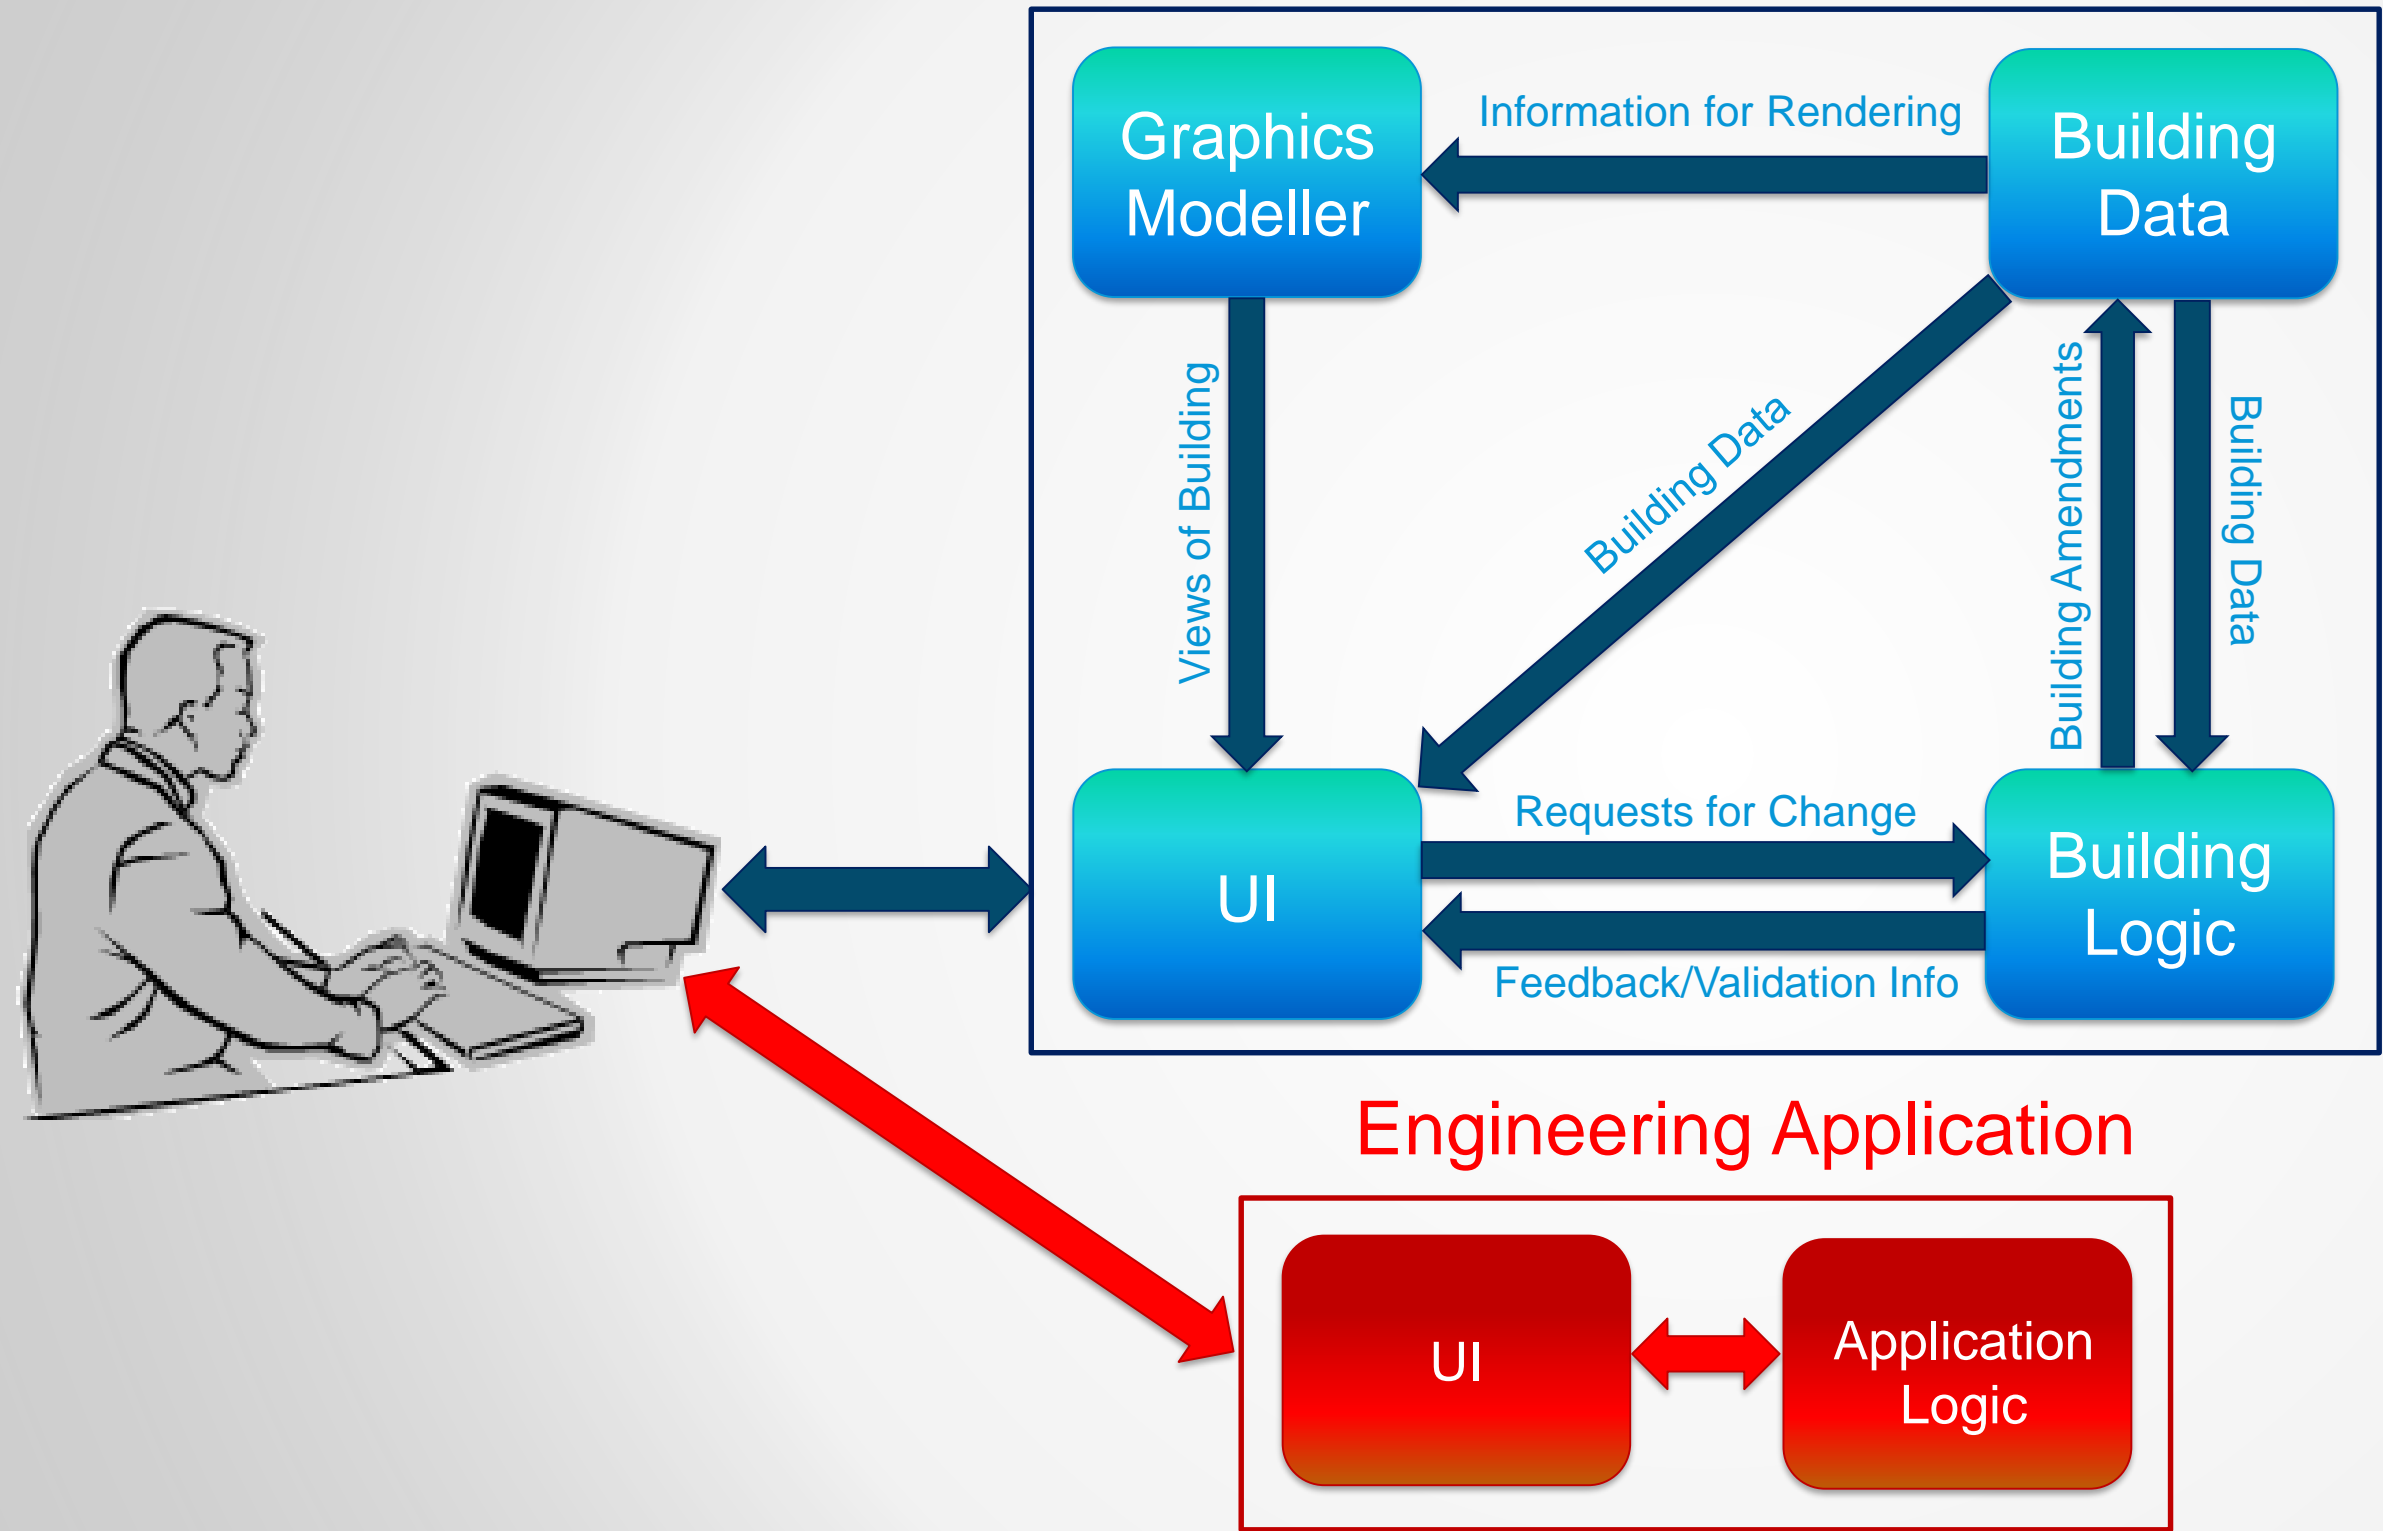 Graphics
Modeller
Information for Rendering
Building
Data
Views of Building
Building Data
Building Amendments
Building Data
UI
Requests for Change
Feedback/Validation Info
Building
Logic
Engineering Application
UI
Application
Logic